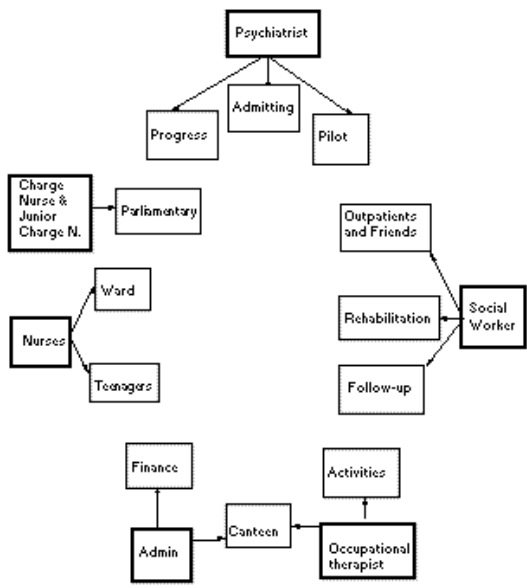 Psychiatrist
Admitting
Progress
Pilot
Charge
Nurse &
Junior
Charge N.
Parliamentary
Outpatients
and Friends
Ward
Social
Worker
Rehabilitation
Nurses
Teenagers
Follow-up
Finance
Activities
Canteen
Admin
Occupational
therapist